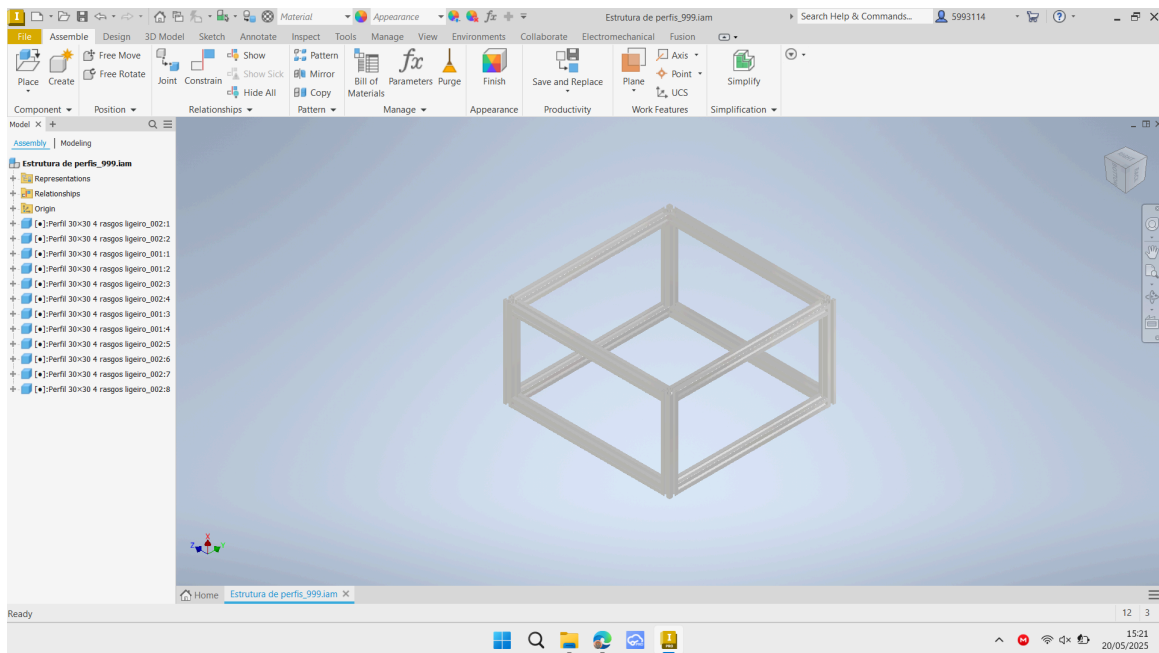 Material
Appearance
Estrutura de perfis_999.iam
Search Help & Commands...
5993114
File Assemble Design 3D Model Sketch Annotate Inspect Tools Manage View Environments Collaborate Electromechanical Fusion
Place
Create
Free Move
Free Rotate
Joint
Constrain
Show
Show Sick
Hide All
Pattern
Mirror
Copy
Bill of
Materials
Parameters
Purge
Finish
Save and Replace
Plane
Axis
Point
UCS
Simplify
Component Position Relationships Pattern Manage Appearance Productivity Work Features Simplification
Model
Assembly | Modeling
Estrutura de perfis_999.iam
Representations
Relationships
Origin
[●]:Perfil 30×30 4 rasgos ligeiro_002:1
[●]:Perfil 30×30 4 rasgos ligeiro_002:2
[●]:Perfil 30×30 4 rasgos ligeiro_001:1
[●]:Perfil 30×30 4 rasgos ligeiro_001:2
[●]:Perfil 30×30 4 rasgos ligeiro_002:3
[●]:Perfil 30×30 4 rasgos ligeiro_002:4
[●]:Perfil 30×30 4 rasgos ligeiro_001:3
[●]:Perfil 30×30 4 rasgos ligeiro_001:4
[●]:Perfil 30×30 4 rasgos ligeiro_002:5
[●]:Perfil 30×30 4 rasgos ligeiro_002:6
[●]:Perfil 30×30 4 rasgos ligeiro_002:7
[●]:Perfil 30×30 4 rasgos ligeiro_002:8
X
Z
Y
Home
Estrutura de perfis_999.iam
Ready
12 3
15:21
20/05/2025